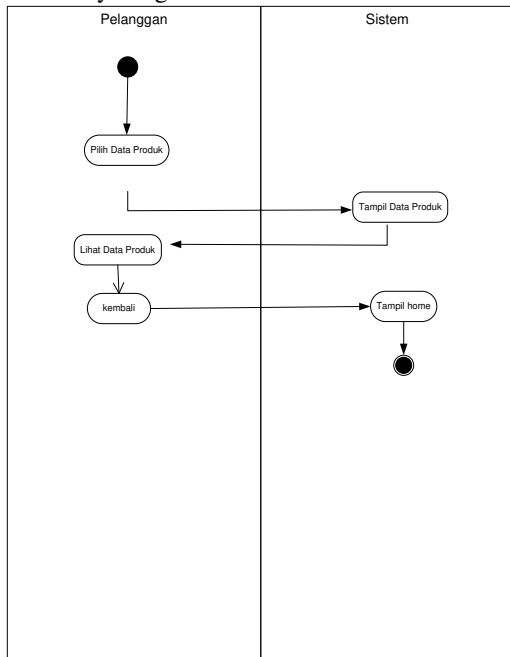 Pelanggan
Sistem
Pilih Data Produk
Tampil Data Produk
Lihat Data Produk
kembali
Tampil home